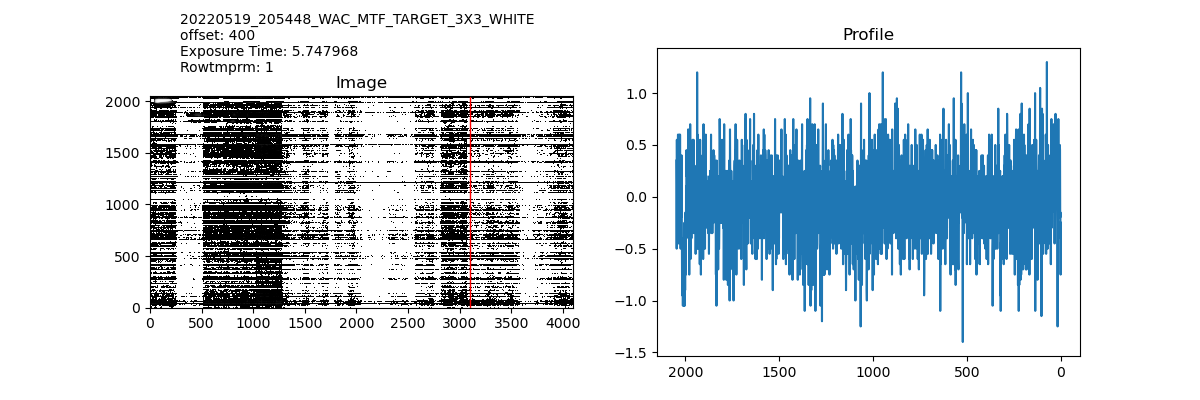 20220519_205448_WAC_MTF_TARGET_3X3_WHITE
offset: 400
Exposure Time: 5.747968
Rowtmprm: 1
Image
2000
1500
1000
500
0
0 500 1000 1500 2000 2500 3000 3500 4000
Profile
1.0
0.5
0.0
−0.5
−1.0
−1.5
2000 1500 1000 500 0